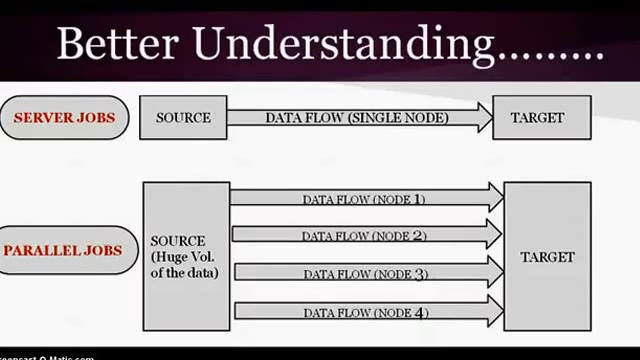 Better Understanding.........
SERVER JOBS
SOURCE
DATA FLOW (SINGLE NODE)
TARGET
DATA FLOW (NODE 1)
DATA FLOW (NODE 2)
PARALLEL JOBS
SOURCE
(Huge Vol.
of the data)
TARGET
DATA FLOW (NODE 3)
DATA FLOW (NODE 4)